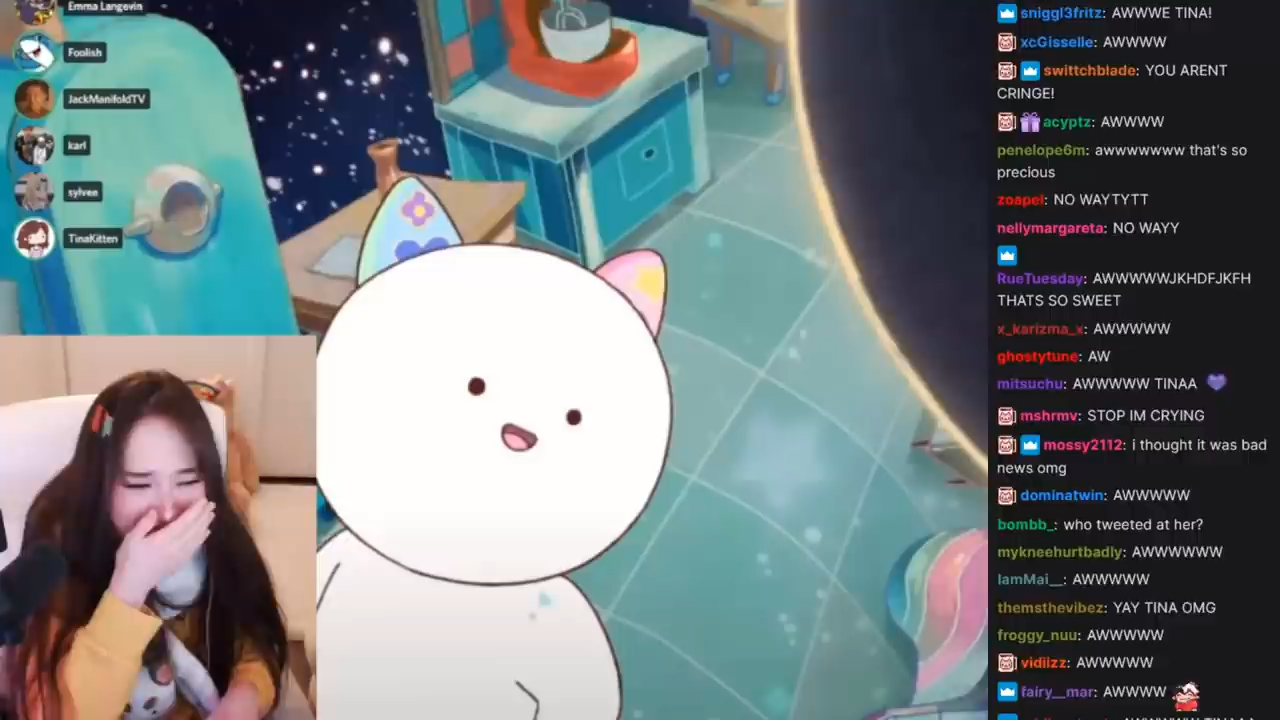 Emma Langevin
Foolish
JackManifoldTV
karl
sylvee
TinaKitten
sniggl3fritz: AWWWE TINA!
xcGisselle: AWWWW
swittchblade: YOU ARENT
CRINGE!
acyptz: AWWWW
penelope6m: awwwwwww that's so
precious
zoapel: NO WAYTYTT
nellymargareta: NO WAYY
RueTuesday: AWWWWWJKHDFJKFH
THATS SO SWEET
x_karizma_x: AWWWWW
ghostytune: AW
mitsuchu: AWWWWW TINAA
mshrmv: STOP IM CRYING
mossy2112: i thought it was bad
news omg
dominatwin: AWWWWW
bombb_: who tweeted at her?
mykneehurtbadly: AWWWWWW
IamMai__: AWWWWW
themsthevibez: YAY TINA OMG
froggy_nuu: AWWWWW
vidiizz: AWWWWW
fairy__mar: AWWWW